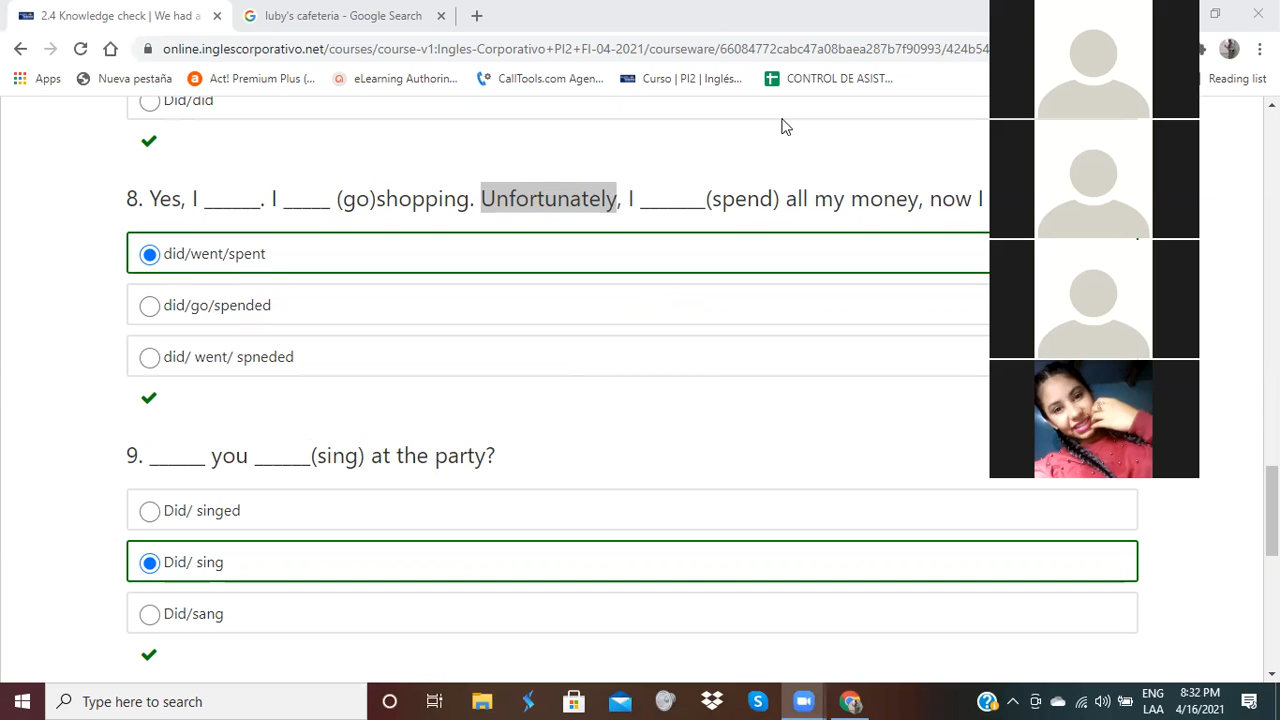 2.4 Knowledge check | We had a
luby's cafeteria - Google Search
online.inglescorporativo.net/courses/course-v1:Ingles-Corporativo+PI2+FI-04-2021/courseware/66084772cabc47a08baea287b7f90993/424b54
Apps
Nueva pestaña
Act! Premium Plus (...
eLearning Authorin...
CallTools.com Agen...
Curso | PI2 | Inglés...
CONTROL DE ASIST...
Reading list
Did/did
8. Yes, I ______. I _____ (go)shopping. Unfortunately, I _______(spend) all my money, now I
did/went/spent
did/go/spended
did/ went/ spneded
9. ______ you ______(sing) at the party?
Did/ singed
Did/ sing
Did/sang
Type here to search
ENG
LAA
8:32 PM
4/16/2021